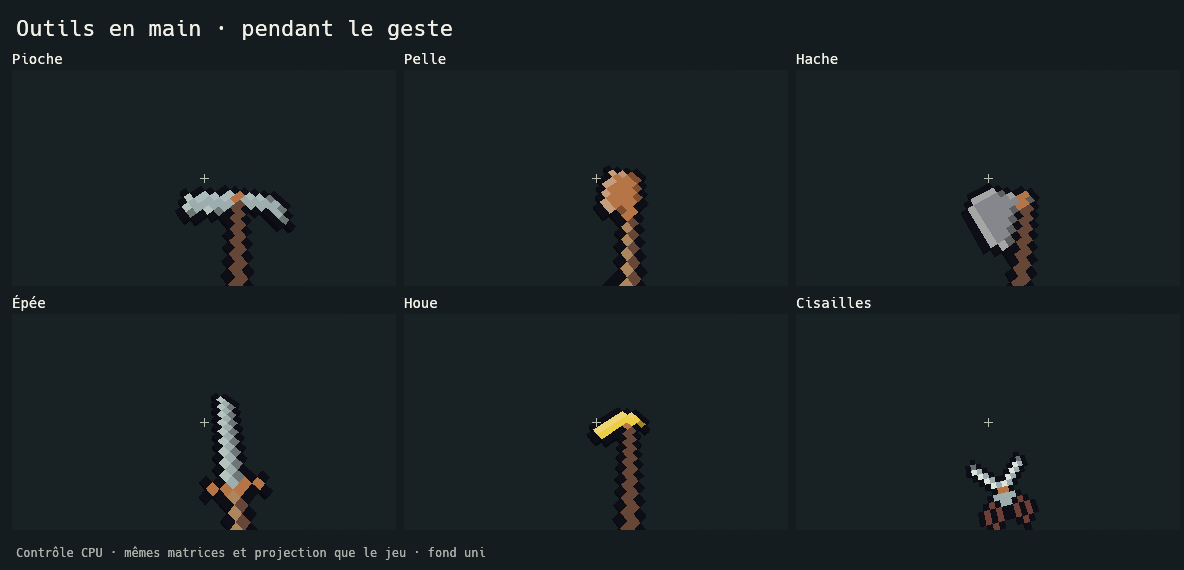 Outils en main · pendant le geste
Pioche
Pelle
Hache
Épée
Houe
Cisailles
Contrôle CPU · mêmes matrices et projection que le jeu · fond uni